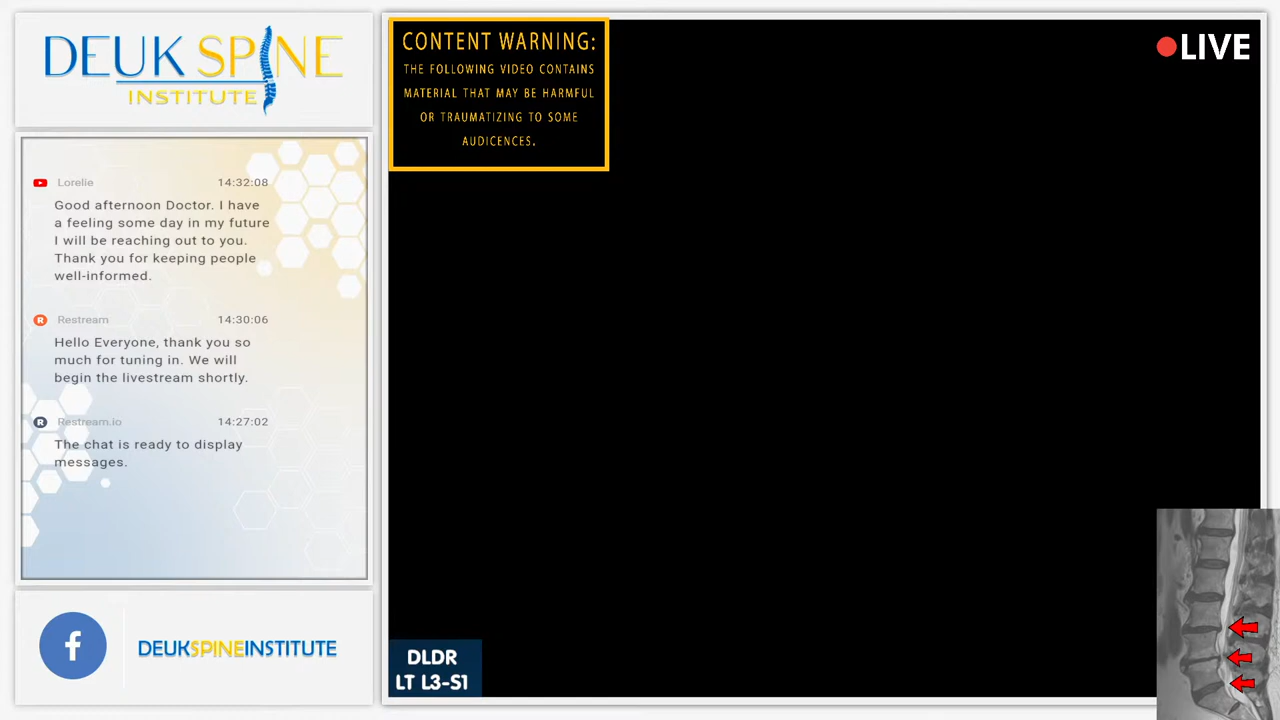 DEUK SPINE
INSTITUTE
Lorelie 14:32:08
Good afternoon Doctor. I have
a feeling some day in my future
I will be reaching out to you.
Thank you for keeping people
well-informed.
Restream 14:30:06
Hello Everyone, thank you so
much for tuning in. We will
begin the livestream shortly.
Restream.io 14:27:02
The chat is ready to display
messages.
DEUKSPINEINSTITUTE
CONTENT WARNING:
THE FOLLOWING VIDEO CONTAINS
MATERIAL THAT MAY BE HARMFUL
OR TRAUMATIZING TO SOME
AUDICENCES.
LIVE
DLDR
LT L3-S1